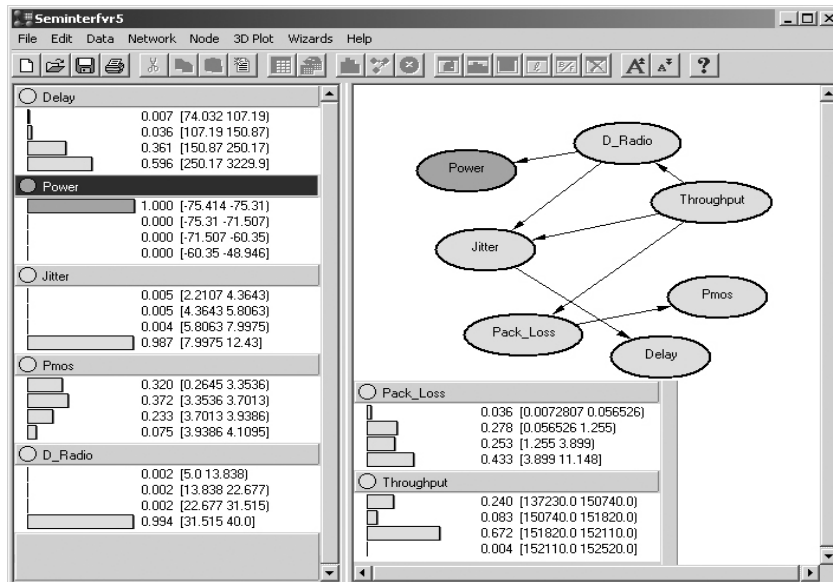 Seminterfvr5
File Edit Data Network Node 3D Plot Wizards Help
Delay
0.007 [74.032 107.19)
0.036 [107.19 150.87)
0.361 [150.87 250.17)
0.596 [250.17 3229.9]
Power
1.000 [-75.414 -75.31)
0.000 [-75.31 -71.507)
0.000 [-71.507 -60.35)
0.000 [-60.35 -48.946]
Jitter
0.005 [2.2107 4.3643)
0.005 [4.3643 5.8063)
0.004 [5.8063 7.9975)
0.987 [7.9975 12.43]
Pmos
0.320 [0.2645 3.3536)
0.372 [3.3536 3.7013)
0.233 [3.7013 3.9386)
0.075 [3.9386 4.1095)
D_Radio
0.002 [5.0 13.838)
0.002 [13.838 22.677)
0.002 [22.677 31.515)
0.994 [31.515 40.0]
D_Radio
Power
Throughput
Jitter
Pmos
Pack_Loss
Delay
Pack_Loss
0.036 [0.0072807 0.056526)
0.278 [0.056526 1.255)
0.253 [1.255 3.899)
0.433 [3.899 11.148]
Throughput
0.240 [137230.0 150740.0)
0.083 [150740.0 151820.0)
0.672 [151820.0 152110.0)
0.004 [152110.0 152520.0)